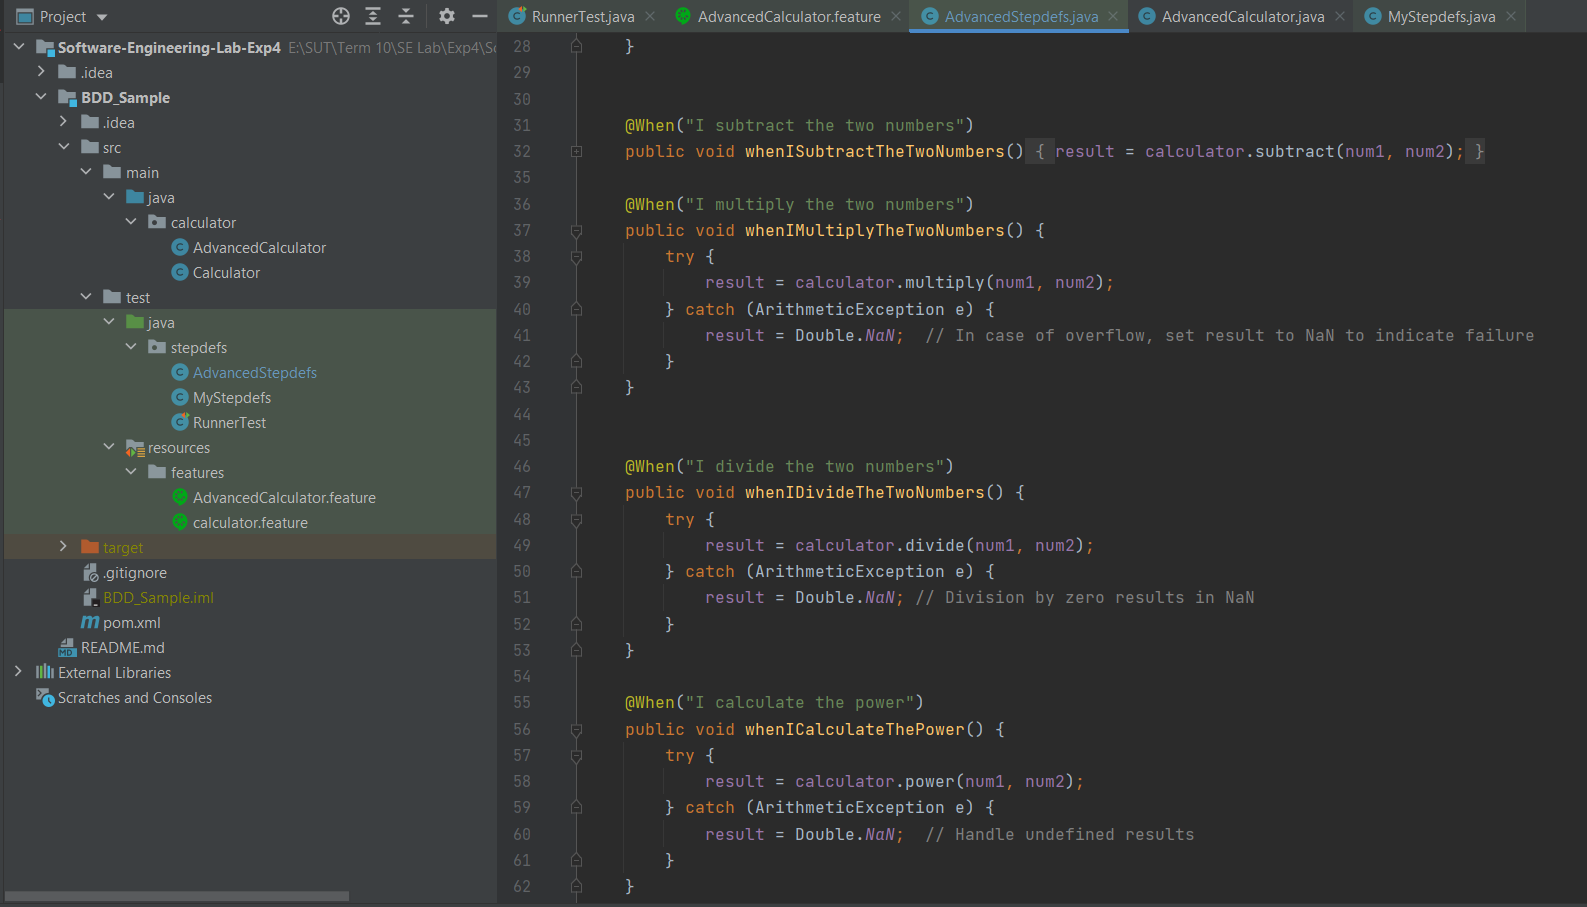 Project
RunnerTest.java
AdvancedCalculator.feature
AdvancedStepdefs.java
AdvancedCalculator.java
MyStepdefs.java
Software-Engineering-Lab-Exp4 E:\SUT\Term 10\SE Lab\Exp4\So
.idea
BDD_Sample
.idea
src
main
java
calculator
AdvancedCalculator
Calculator
test
java
stepdefs
AdvancedStepdefs
MyStepdefs
RunnerTest
resources
features
AdvancedCalculator.feature
calculator.feature
target
.gitignore
BDD_Sample.iml
pom.xml
README.md
External Libraries
Scratches and Consoles
28 }
29
30
31 @When("I subtract the two numbers")
32 public void whenISubtractTheTwoNumbers() { result = calculator.subtract(num1, num2); }
35
36 @When("I multiply the two numbers")
37 public void whenIMultiplyTheTwoNumbers() {
38 try {
39 result = calculator.multiply(num1, num2);
40 } catch (ArithmeticException e) {
41 result = Double.NaN; // In case of overflow, set result to NaN to indicate failure
42 }
43 }
44
45
46 @When("I divide the two numbers")
47 public void whenIDivideTheTwoNumbers() {
48 try {
49 result = calculator.divide(num1, num2);
50 } catch (ArithmeticException e) {
51 result = Double.NaN; // Division by zero results in NaN
52 }
53 }
54
55 @When("I calculate the power")
56 public void whenICalculateThePower() {
57 try {
58 result = calculator.power(num1, num2);
59 } catch (ArithmeticException e) {
60 result = Double.NaN; // Handle undefined results
61 }
62 }